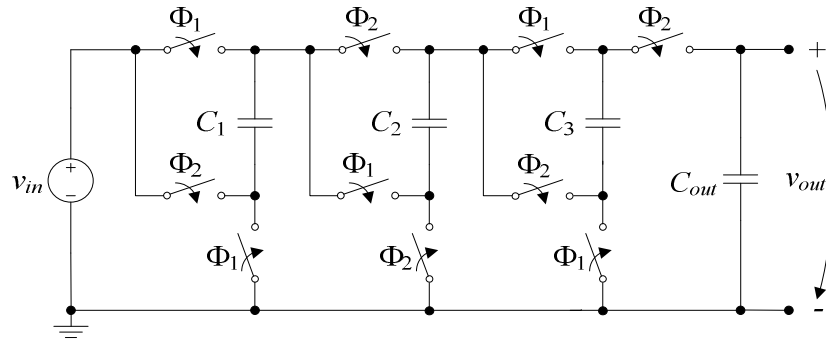 Φ1 Φ2 Φ1 Φ2
+
C1 C2 C3
Φ2 Φ1 Φ2
vin + − Cout vout
Φ1 Φ2 Φ1
-